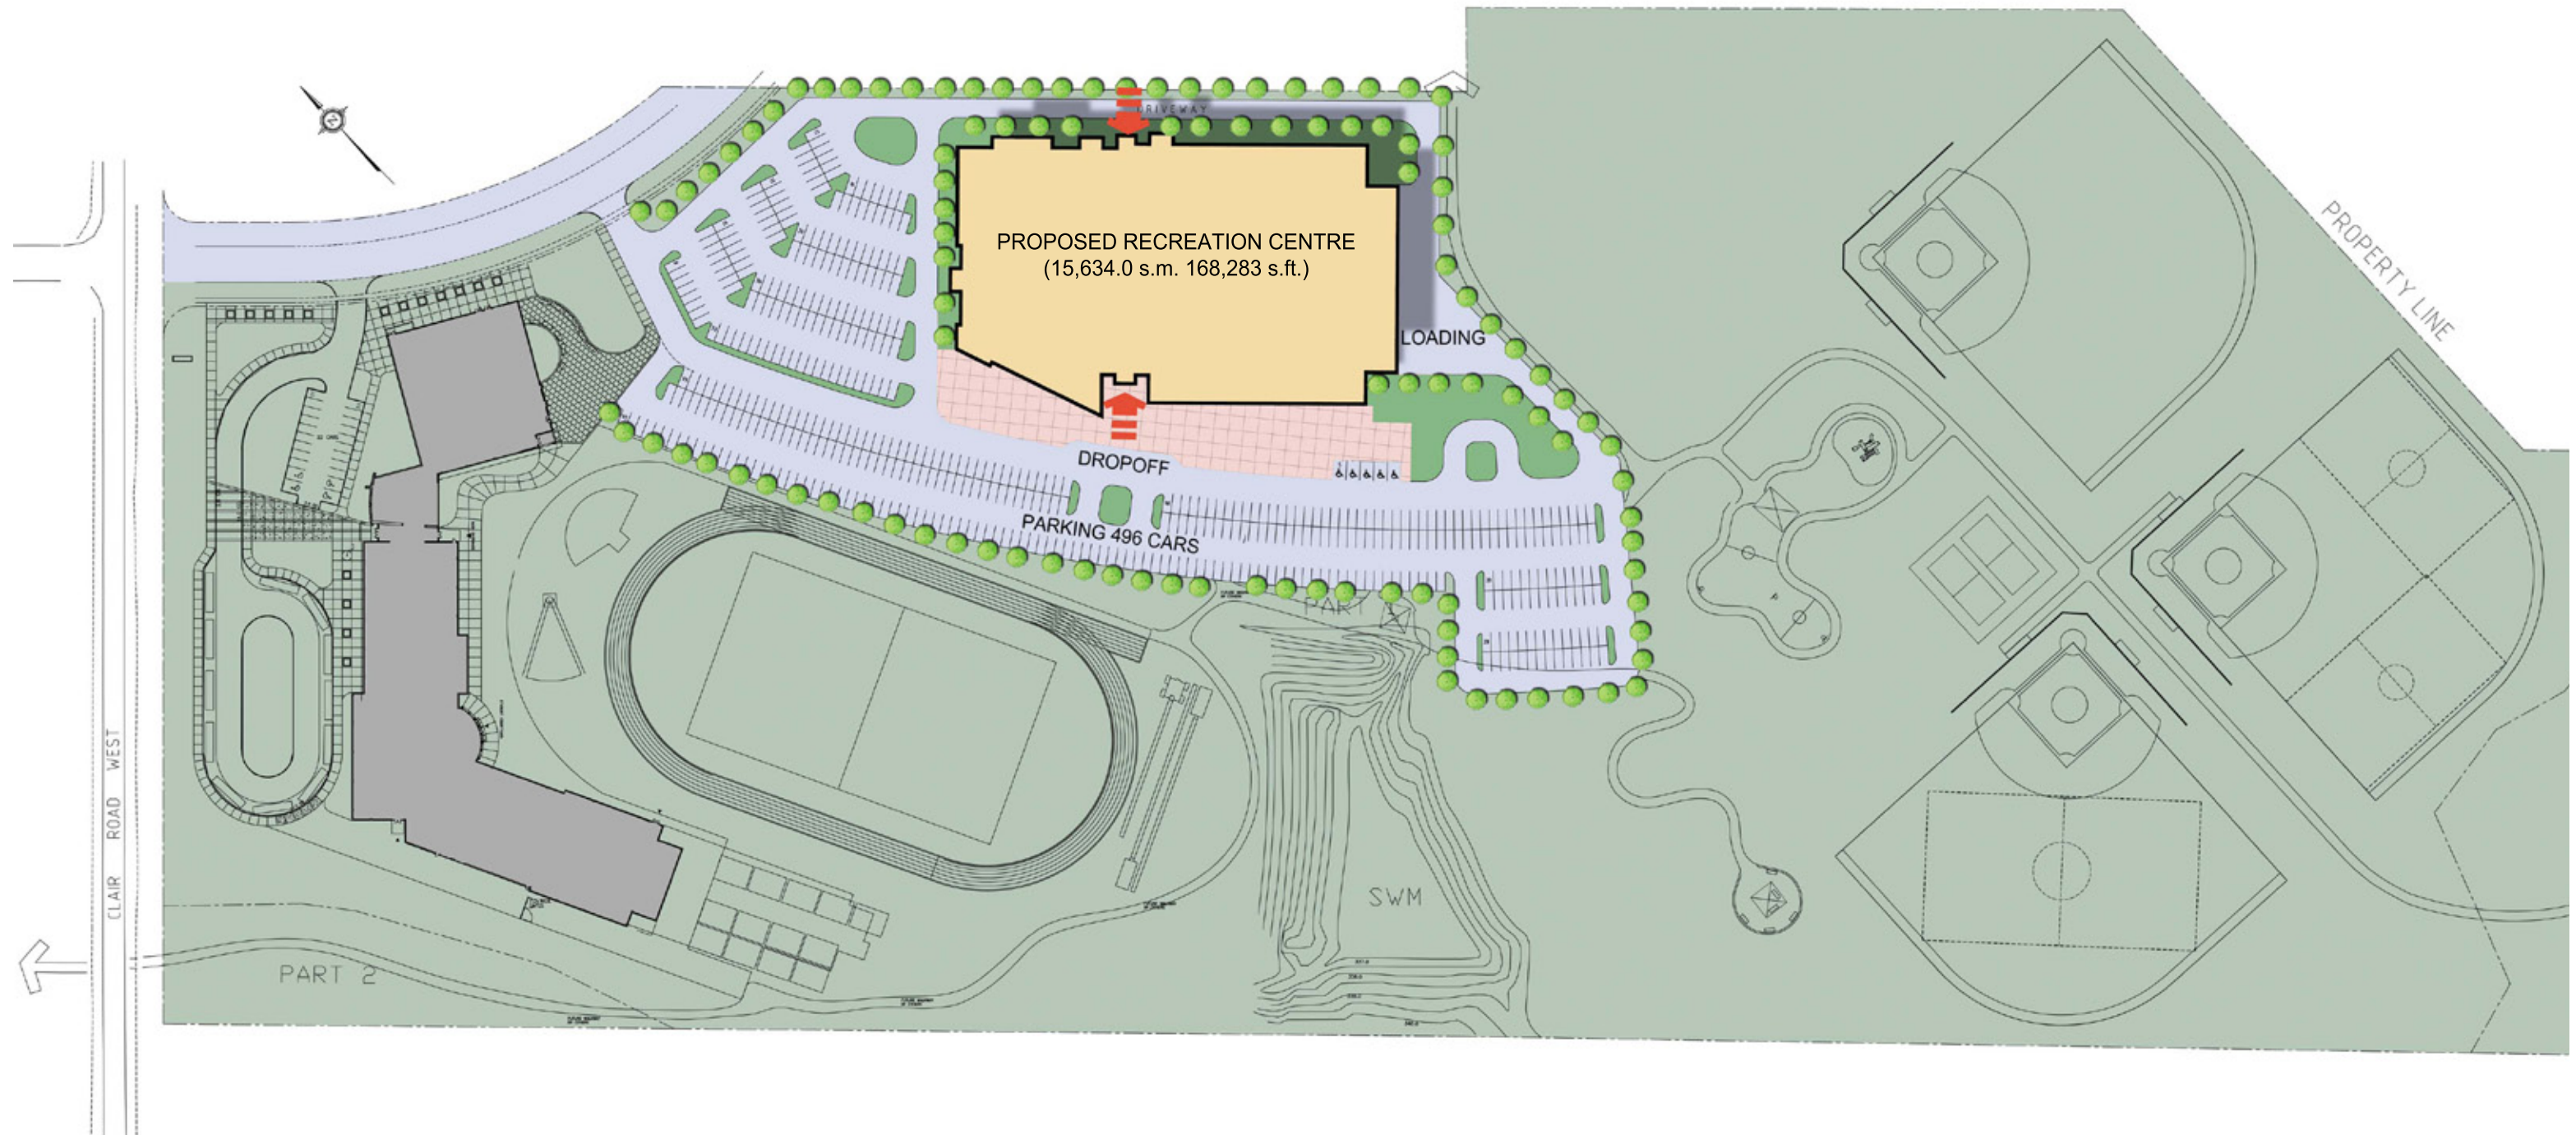 DRIVEWAY
PROPOSED RECREATION CENTRE
(15,634.0 s.m. 168,283 s.ft.)
PROPERTY LINE
LOADING
DROPOFF
PARKING 496 CARS
PART
CLAIR ROAD WEST
SWM
PART 2